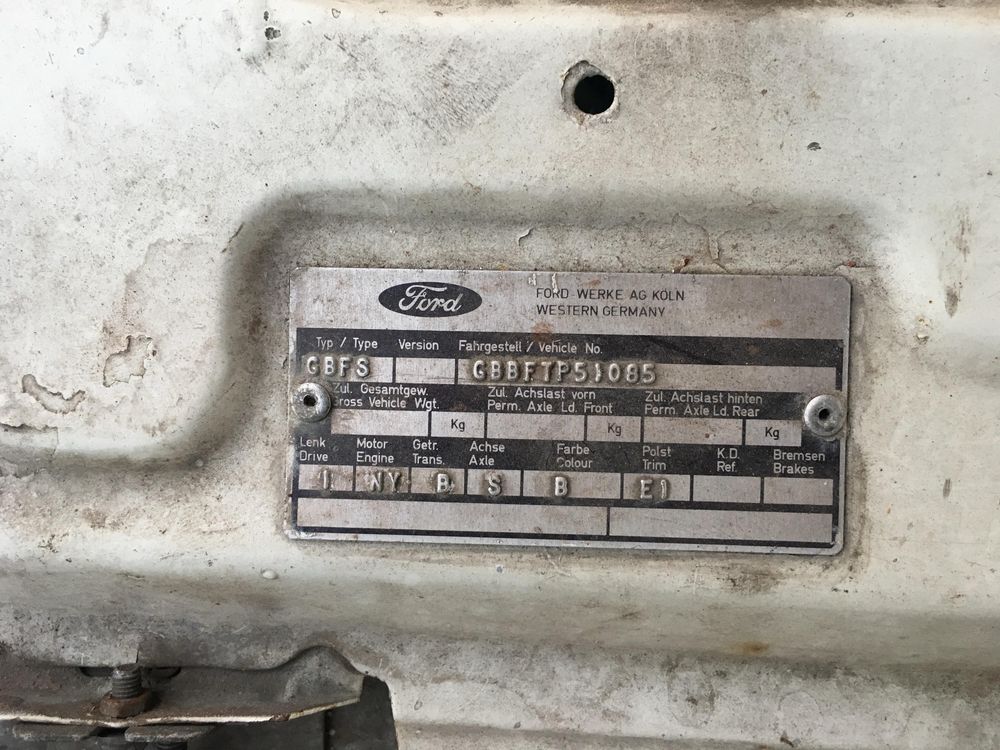 Ford
FORD-WERKE AG KÖLN
WESTERN GERMANY
Typ / Type Version Fahrgestell / Vehicle No.
GBFS GBBFTP51085
Zul. Gesamtgew. Zul. Achslast vorn Zul. Achslast hinten
Gross Vehicle Wgt. Perm. Axle Ld. Front Perm. Axle Ld. Rear
Kg Kg Kg
Lenk Motor Getr. Achse Farbe Polst K.D. Bremsen
Drive Engine Trans. Axle Colour Trim Ref. Brakes
1 NY B S B E1